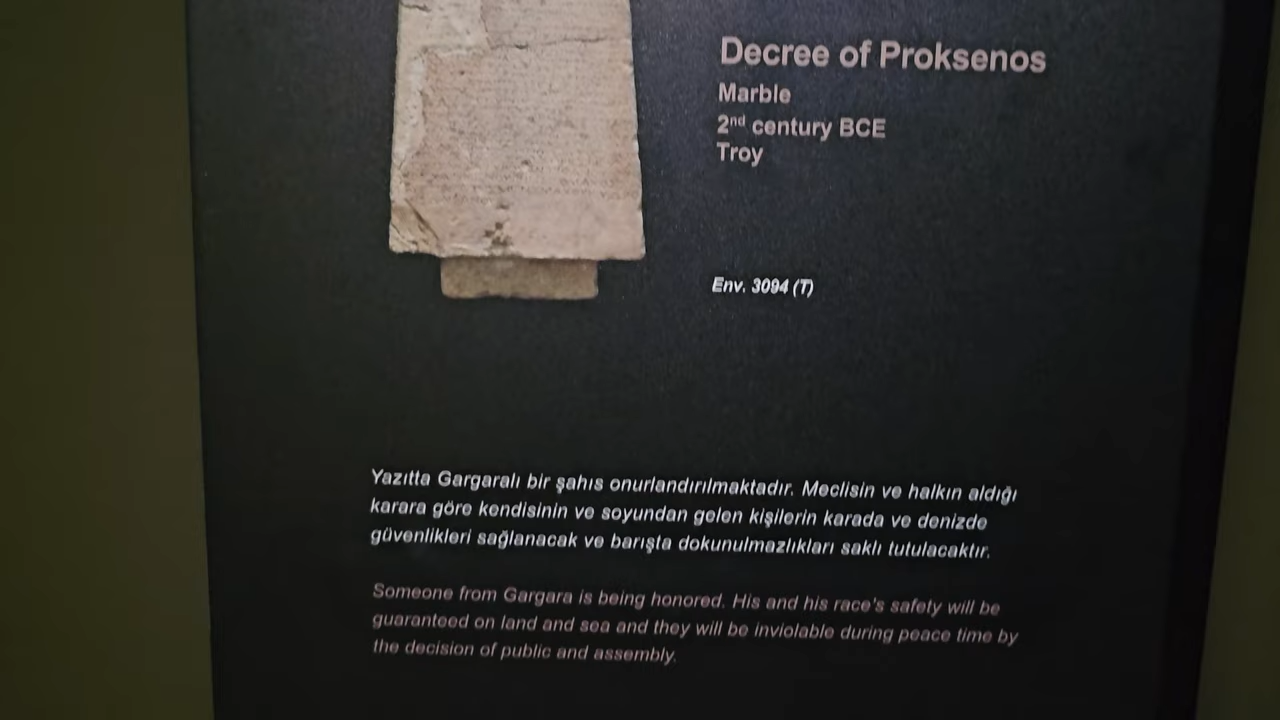 Decree of Proksenos
Marble
2nd century BCE
Troy
Env. 3094 (T)
Yazıtta Gargaralı bir şahıs onurlandırılmaktadır. Meclisin ve halkın aldığı
karara göre kendisinin ve soyundan gelen kişilerin karada ve denizde
güvenlikleri sağlanacak ve barışta dokunulmazlıkları saklı tutulacaktır.
Someone from Gargara is being honored. His and his race's safety will be
guaranteed on land and sea and they will be inviolable during peace time by
the decision of public and assembly.